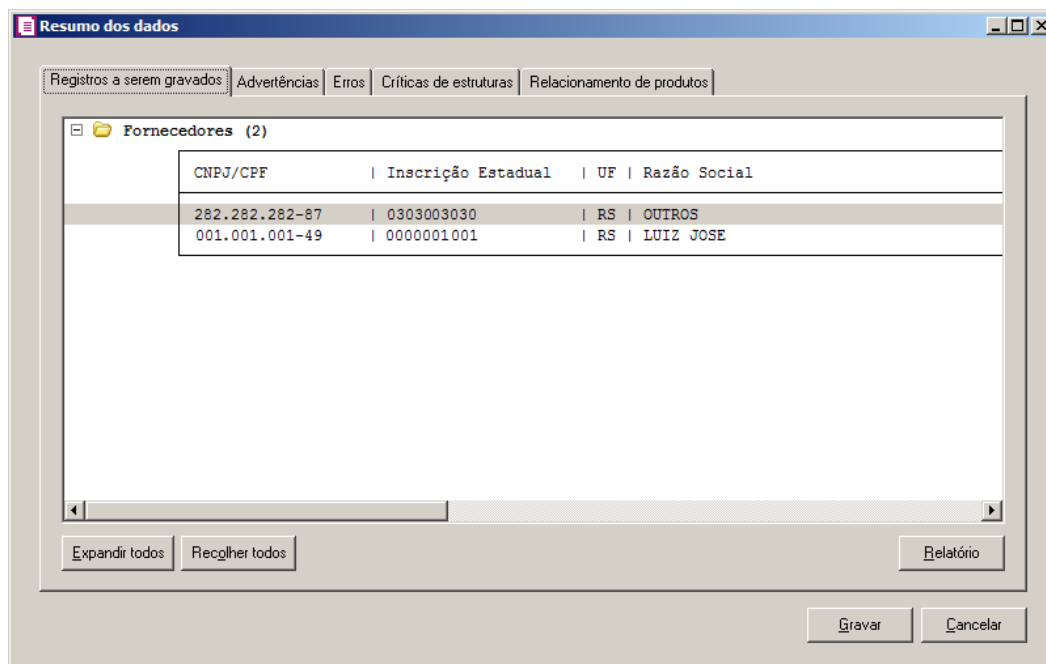 Resumo dos dados
Registros a serem gravados Advertências Erros Críticas de estruturas Relacionamento de produtos
Fornecedores (2)
CNPJ/CPF | Inscrição Estadual | UF | Razão Social
282.282.282-87 | 0303003030 | RS | OUTROS
001.001.001-49 | 0000001001 | RS | LUIZ JOSE
Expandir todos Recolher todos Relatório
Gravar Cancelar